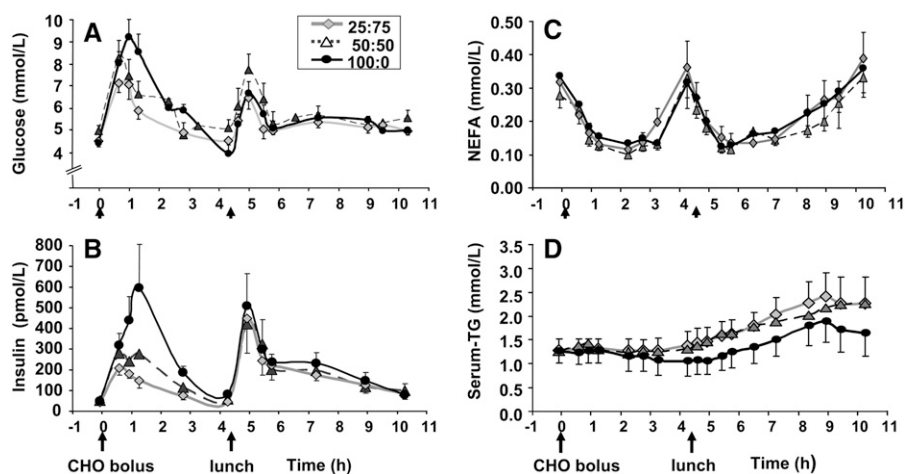 A
Glucose (mmol/L)
10
9
8
7
6
5
4
-1 0 1 2 3 4 5 6 7 8 9 10 11
25:75
50:50
100:0
C
NEFA (mmol/L)
0.50
0.40
0.30
0.20
0.10
0.00
-1 0 1 2 3 4 5 6 7 8 9 10 11
B
Insulin (pmol/L)
800
700
600
500
400
300
200
100
0
-1 0 1 2 3 4 5 6 7 8 9 10 11
CHO bolus lunch Time (h)
D
Serum-TG (mmol/L)
3.5
3.0
2.5
2.0
1.5
1.0
0.5
0.0
-1 0 1 2 3 4 5 6 7 8 9 10 11
CHO bolus lunch Time (h)